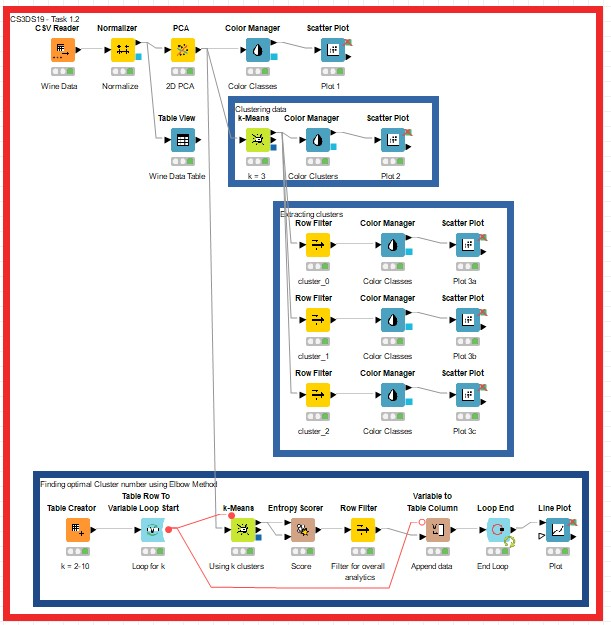 CS3DS19 - Task 1.2
CSV Reader Normalizer PCA Color Manager Scatter Plot
Wine Data Normalize 2D PCA Color Classes Plot 1
Clustering data
Table View k-Means Color Manager Scatter Plot
Wine Data Table k = 3 Color Clusters Plot 2
Extracting clusters
Row Filter Color Manager Scatter Plot
cluster_0 Color Classes Plot 3a
Row Filter Color Manager Scatter Plot
cluster_1 Color Classes Plot 3b
Row Filter Color Manager Scatter Plot
cluster_2 Color Classes Plot 3c
Finding optimal Cluster number using Elbow Method
Table Row To Variable to
Table Creator Variable Loop Start k-Means Entropy Scorer Row Filter Table Column Loop End Line Plot
k = 2-10 Loop for k Using k clusters Score Filter for overall Append data End Loop Plot
analytics